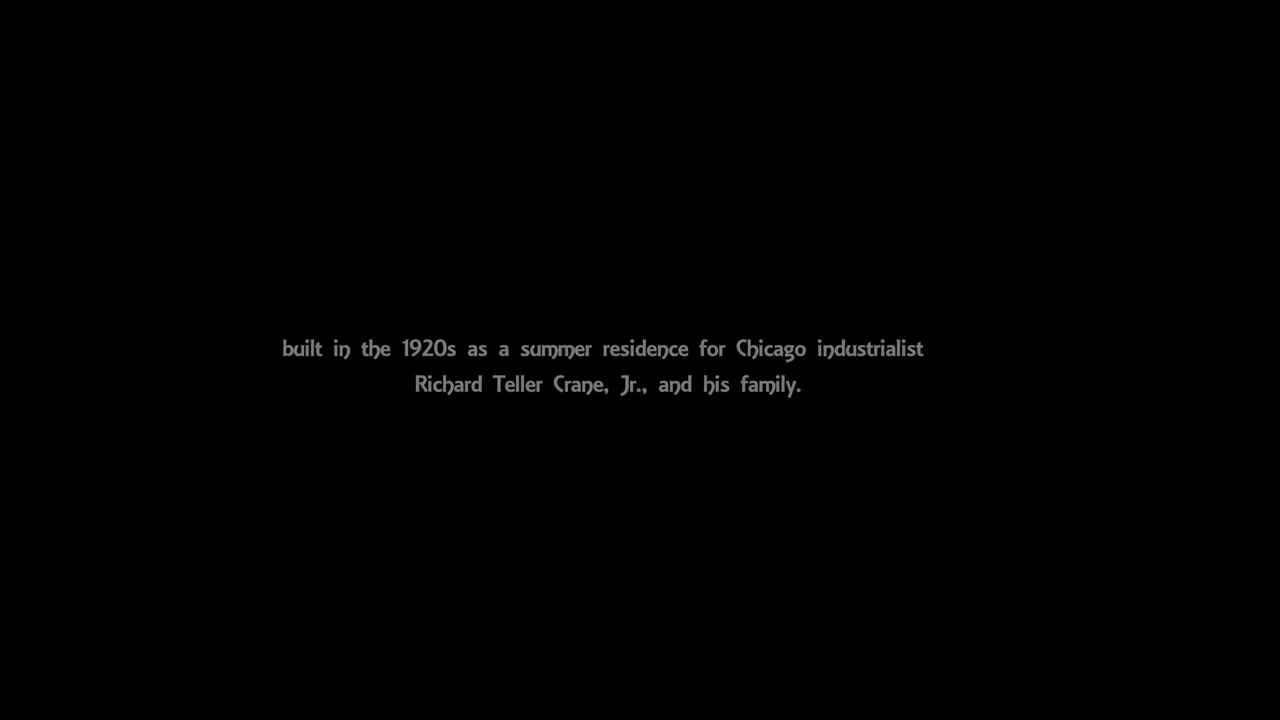 built in the 1920s as a summer residence for Chicago industrialist
Richard Teller Crane, Jr., and his family.